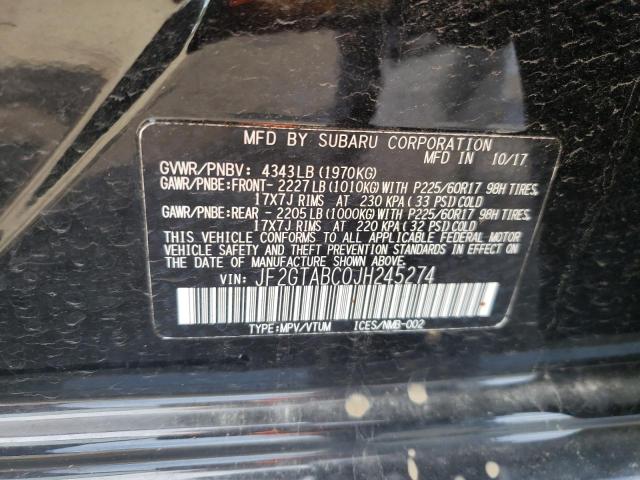 MFD BY SUBARU CORPORATION
MFD IN 10/17
GVWR/PNBV: 4343LB (1970KG)
GAWR/PNBE:FRONT- 2227LB (1010KG) WITH P225/60R17 98H TIRES,
17X7J RIMS AT 230 KPA (33 PSI) COLD
GAWR/PNBE:REAR - 2205LB (1000KG) WITH P225/60R17 98H TIRES,
17X7J RIMS AT 220 KPA (32 PSI) COLD
THIS VEHICLE CONFORMS TO ALL APPLICABLE FEDERAL MOTOR
VEHICLE SAFETY AND THEFT PREVENTION STANDARDS IN EFFECT ON
THE DATE OF MANUFACTURE SHOWN ABOVE.
VIN: JF2GTABC0JH245274
TYPE:MPV/VTUM ICES/NMB-002